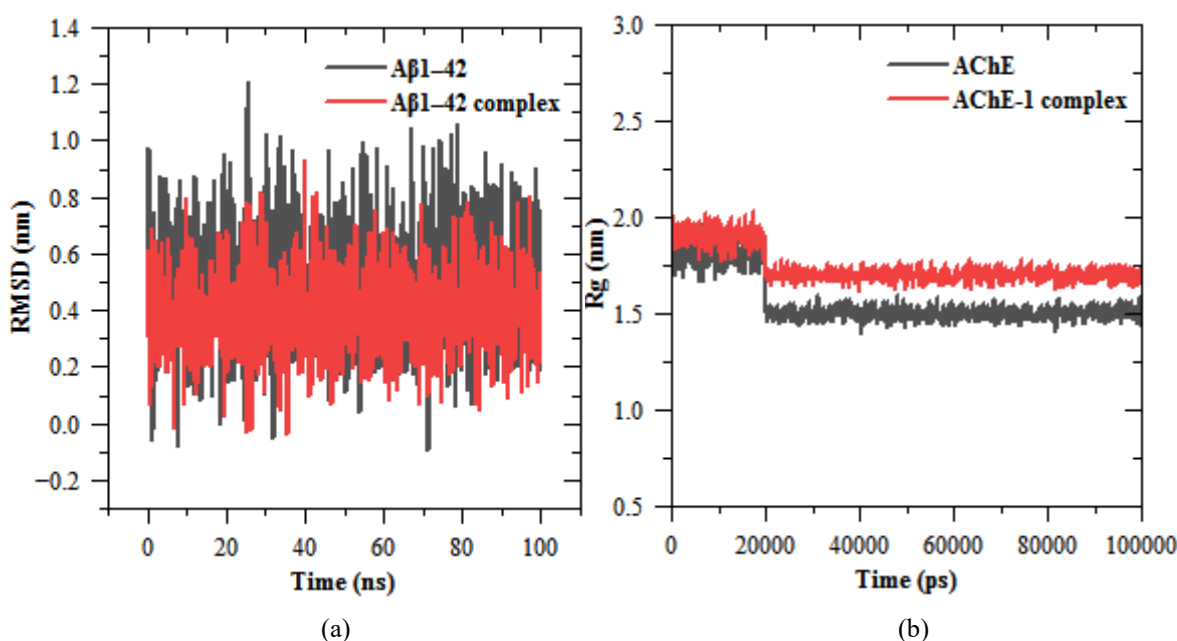 1.4
1.2
1.0
0.8
0.6
0.4
0.2
0.0
−0.2
RMSD (nm)
Aβ1–42
Aβ1–42 complex
0 20 40 60 80 100
Time (ns)
(a)
3.0
2.5
2.0
1.5
1.0
0.5
Rg (nm)
AChE
AChE-1 complex
0 20000 40000 60000 80000 100000
Time (ps)
(b)